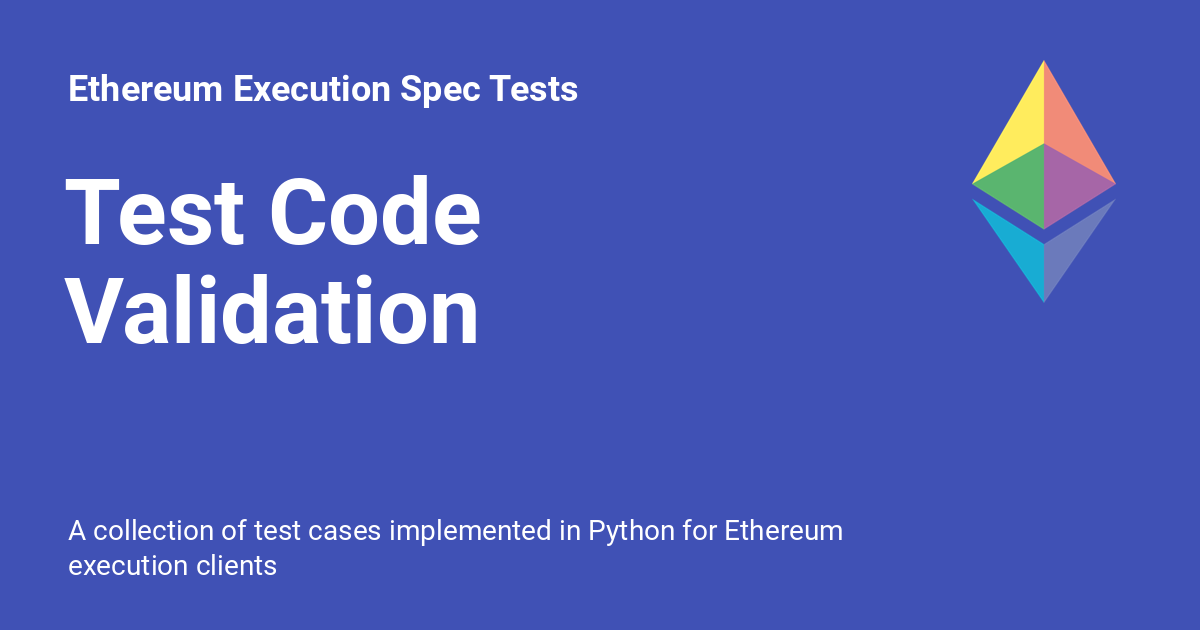 Ethereum Execution Spec Tests
Test Code
Validation
A collection of test cases implemented in Python for Ethereum
execution clients